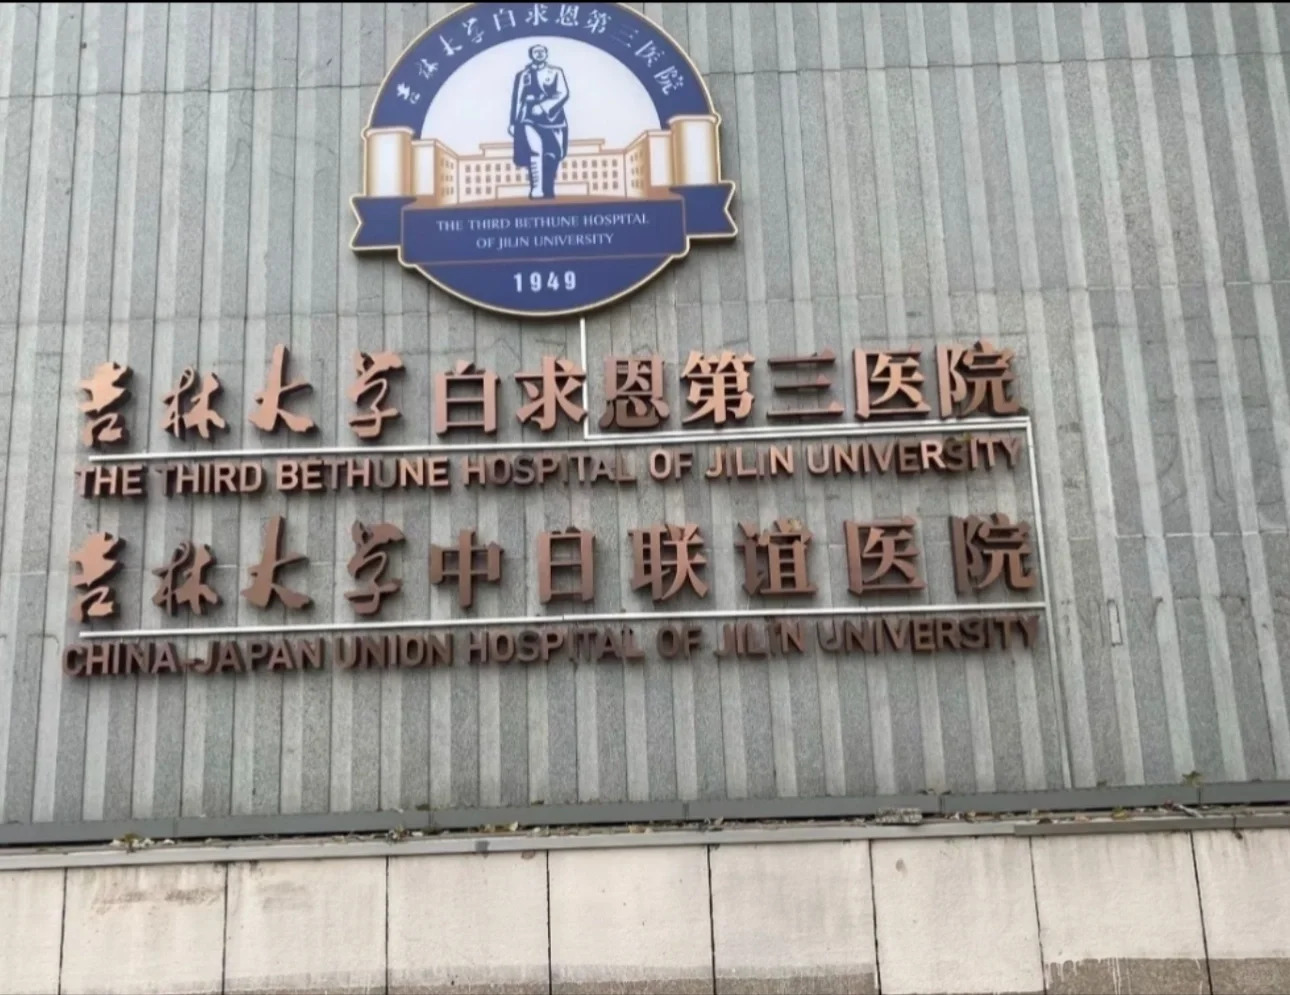 吉林大学白求恩第三医院
THE THIRD BETHUNE HOSPITAL
OF JILIN UNIVERSITY
1949
吉林大学白求恩第三医院
THE THIRD BETHUNE HOSPITAL OF JILIN UNIVERSITY
吉林大学中日联谊医院
CHINA-JAPAN UNION HOSPITAL OF JILIN UNIVERSITY